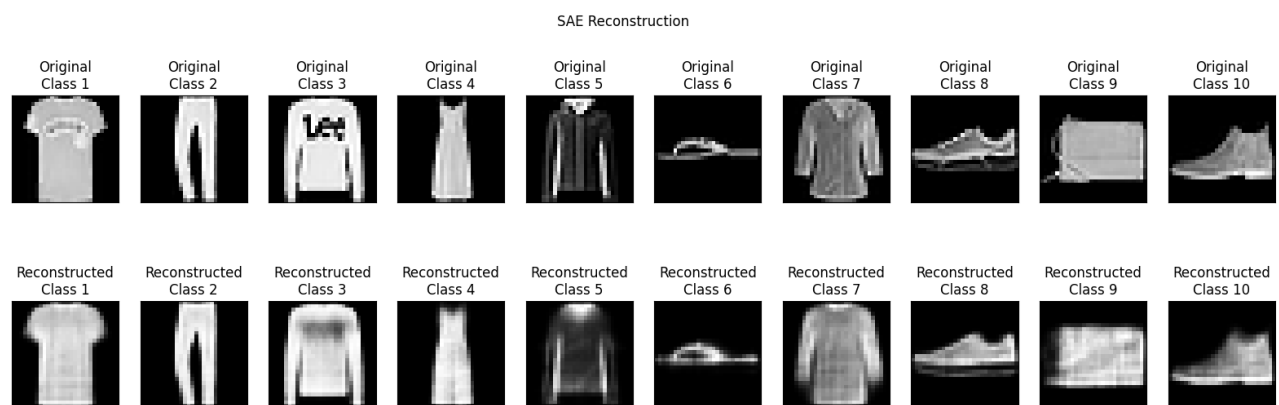 SAE Reconstruction
Original Original Original Original Original Original Original Original Original Original
Class 1 Class 2 Class 3 Class 4 Class 5 Class 6 Class 7 Class 8 Class 9 Class 10
Lee
Reconstructed Reconstructed Reconstructed Reconstructed Reconstructed Reconstructed Reconstructed Reconstructed Reconstructed Reconstructed
Class 1 Class 2 Class 3 Class 4 Class 5 Class 6 Class 7 Class 8 Class 9 Class 10